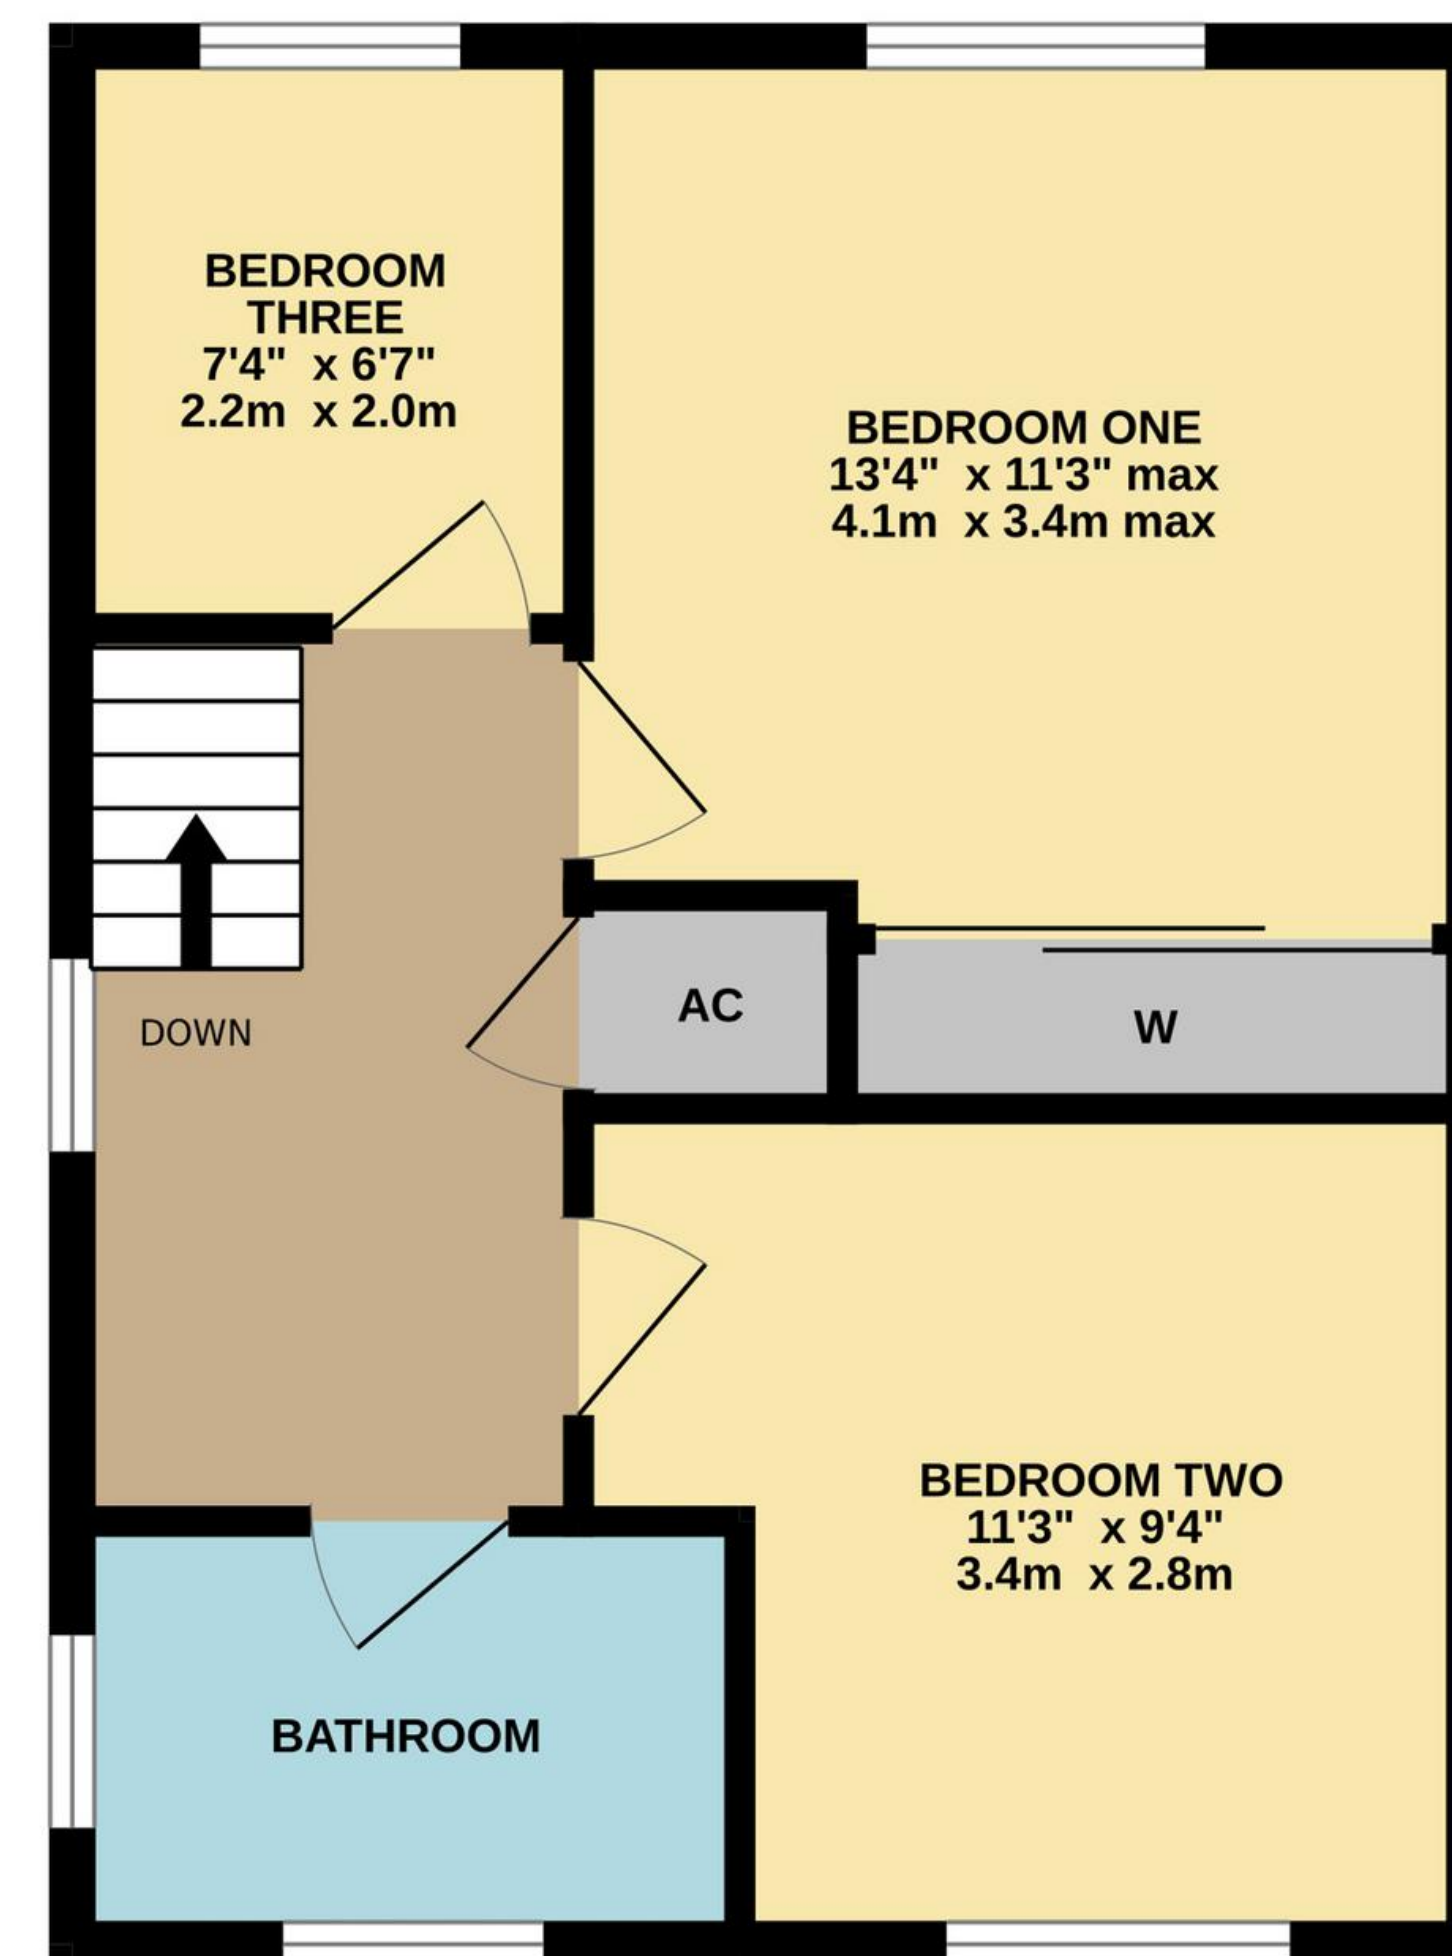 BEDROOM
THREE
7'4" x 6'7"
2.2m x 2.0m
BEDROOM ONE
13'4" x 11'3" max
4.1m x 3.4m max
AC
W
DOWN
BEDROOM TWO
11'3" x 9'4"
3.4m x 2.8m
BATHROOM